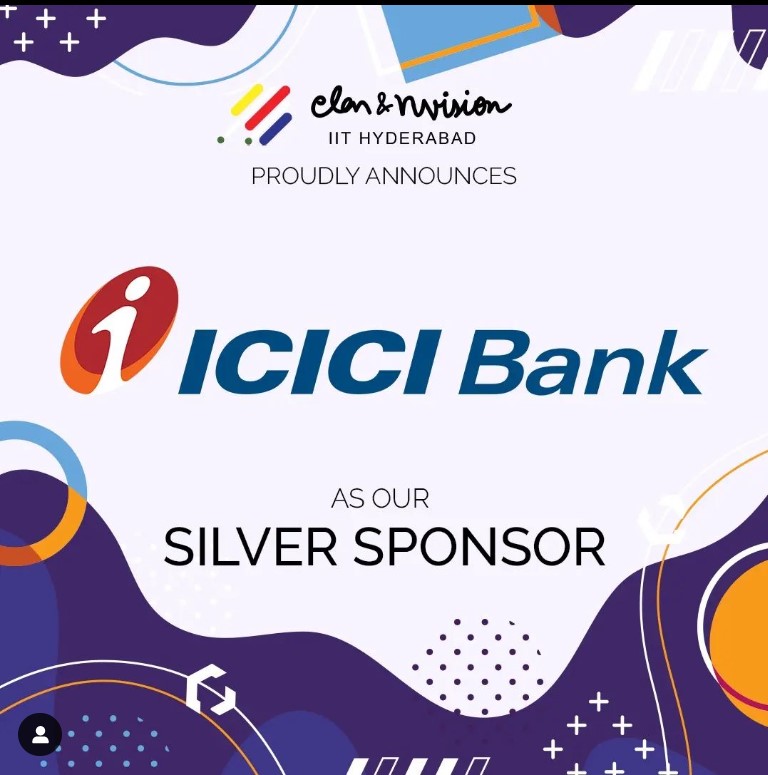 elan & nvision
IIT HYDERABAD
PROUDLY ANNOUNCES
i ICICI Bank
AS OUR
SILVER SPONSOR